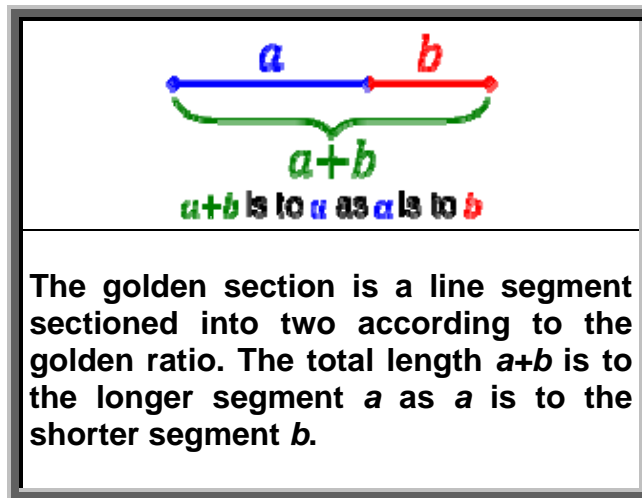 a b
a+b
a+b is to a as a is to b
The golden section is a line segment
sectioned into two according to the
golden ratio. The total length a+b is to
the longer segment a as a is to the
shorter segment b.